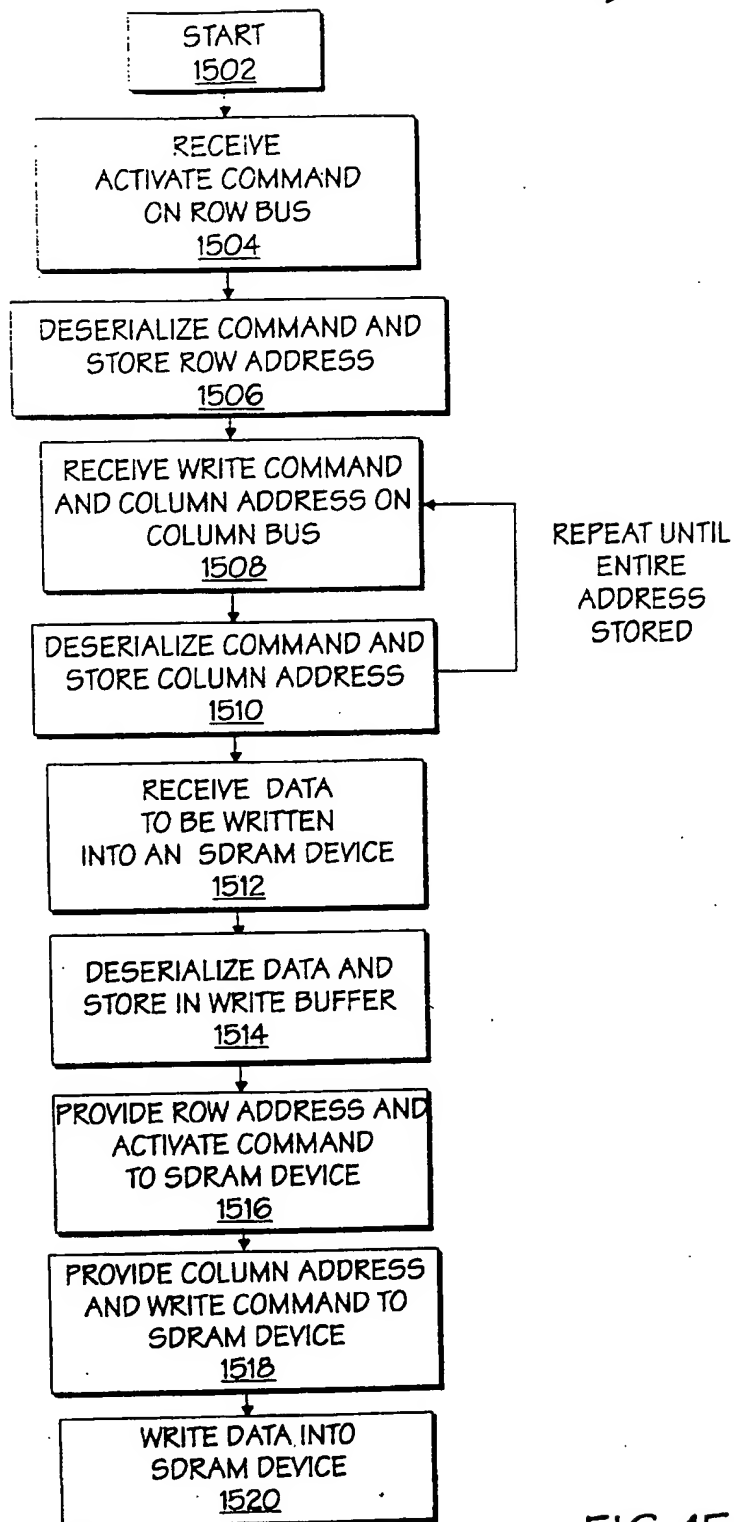 START
1502
RECEIVE
ACTIVATE COMMAND
ON ROW BUS
1504
DESERIALIZE COMMAND AND
STORE ROW ADDRESS
1506
RECEIVE WRITE COMMAND
AND COLUMN ADDRESS ON
COLUMN BUS
1508
REPEAT UNTIL
ENTIRE
ADDRESS
STORED
DESERIALIZE COMMAND AND
STORE COLUMN ADDRESS
1510
RECEIVE DATA
TO BE WRITTEN
INTO AN SDRAM DEVICE
1512
DESERIALIZE DATA AND
STORE IN WRITE BUFFER
1514
PROVIDE ROW ADDRESS AND
ACTIVATE COMMAND
TO SDRAM DEVICE
1516
PROVIDE COLUMN ADDRESS
AND WRITE COMMAND TO
SDRAM DEVICE
1518
WRITE DATA INTO
SDRAM DEVICE
1520